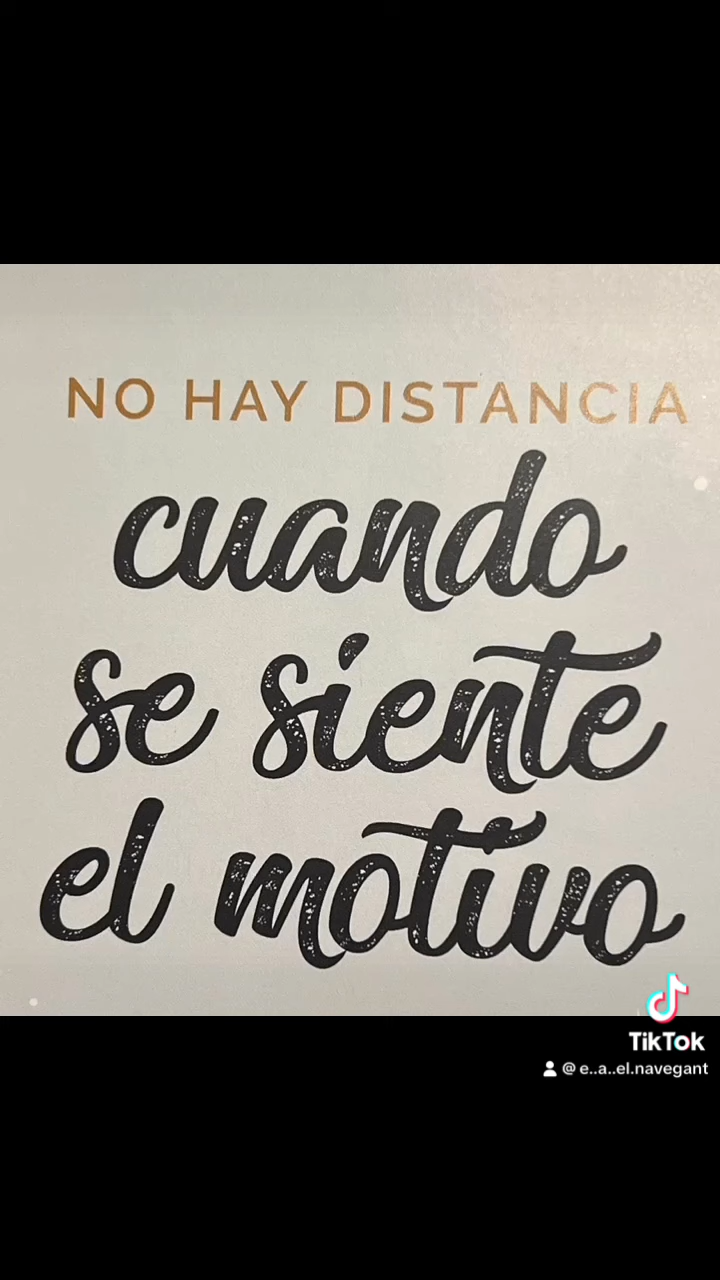 NO HAY DISTANCIA
cuando
se siente
el motivo
TikTok
@e..a..el.navegant